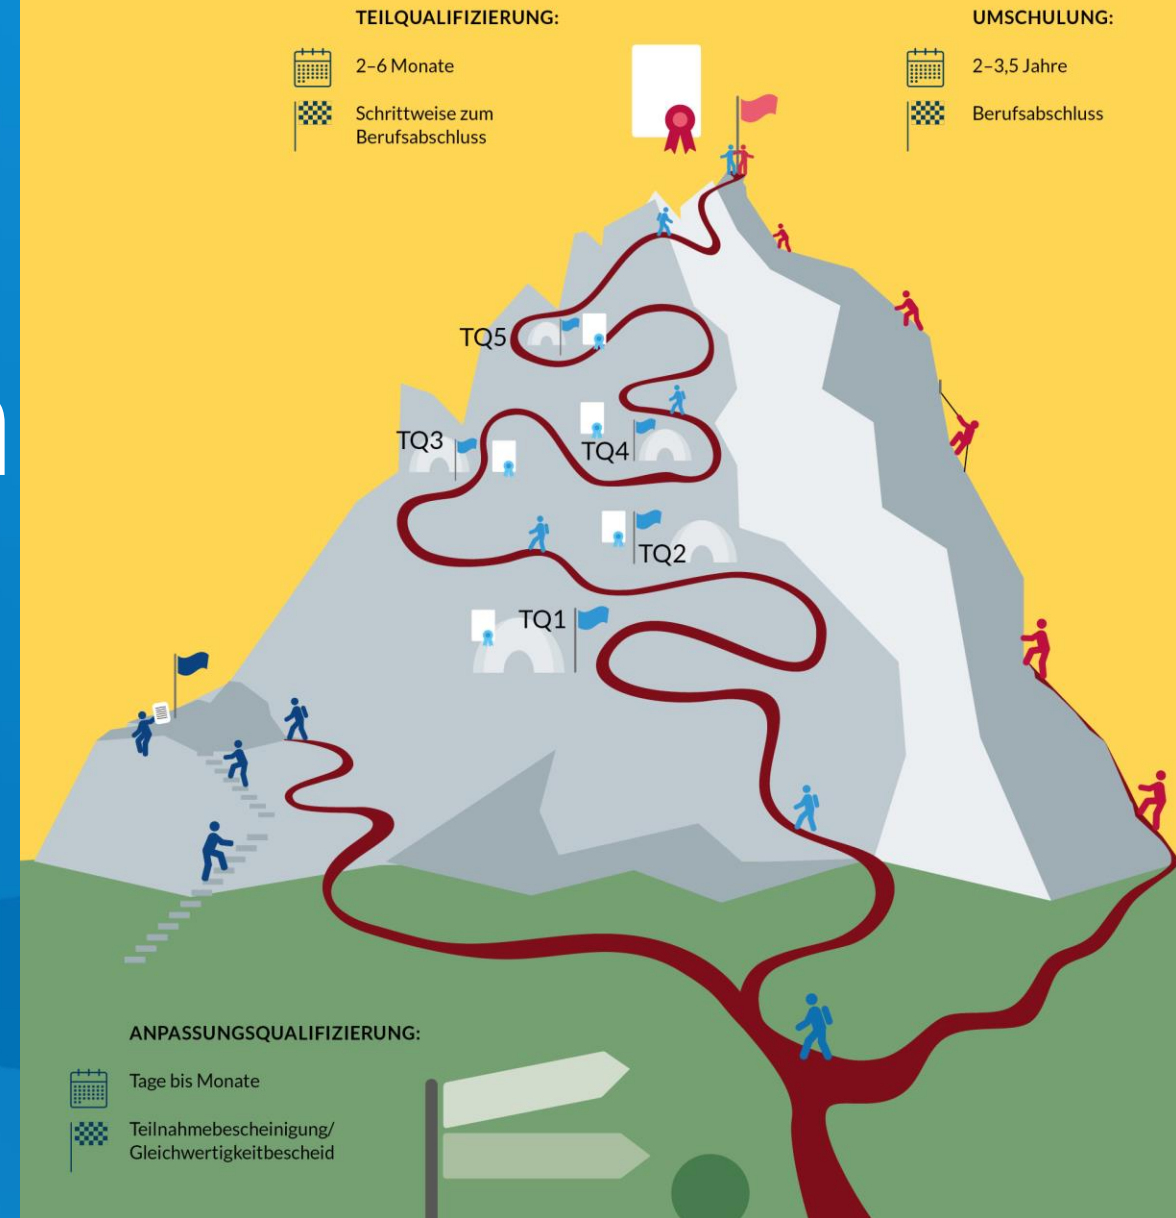 TEILQUALIFIZIERUNG:
2–6 Monate
Schrittweise zum
Berufsabschluss
UMSCHULUNG:
2–3,5 Jahre
Berufsabschluss
TQ5
TQ3
TQ4
TQ2
TQ1
ANPASSUNGSQUALIFIZIERUNG:
Tage bis Monate
Teilnahmebescheinigung/
Gleichwertigkeitbescheid